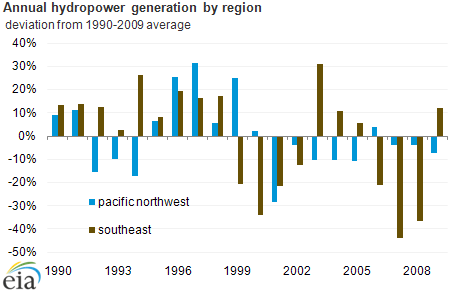 Annual hydropower generation by region
deviation from 1990-2009 average
40%
30%
20%
10%
0%
-10%
-20%
-30%
-40%
-50%
pacific northwest
southeast
1990 1993 1996 1999 2002 2005 2008
eia